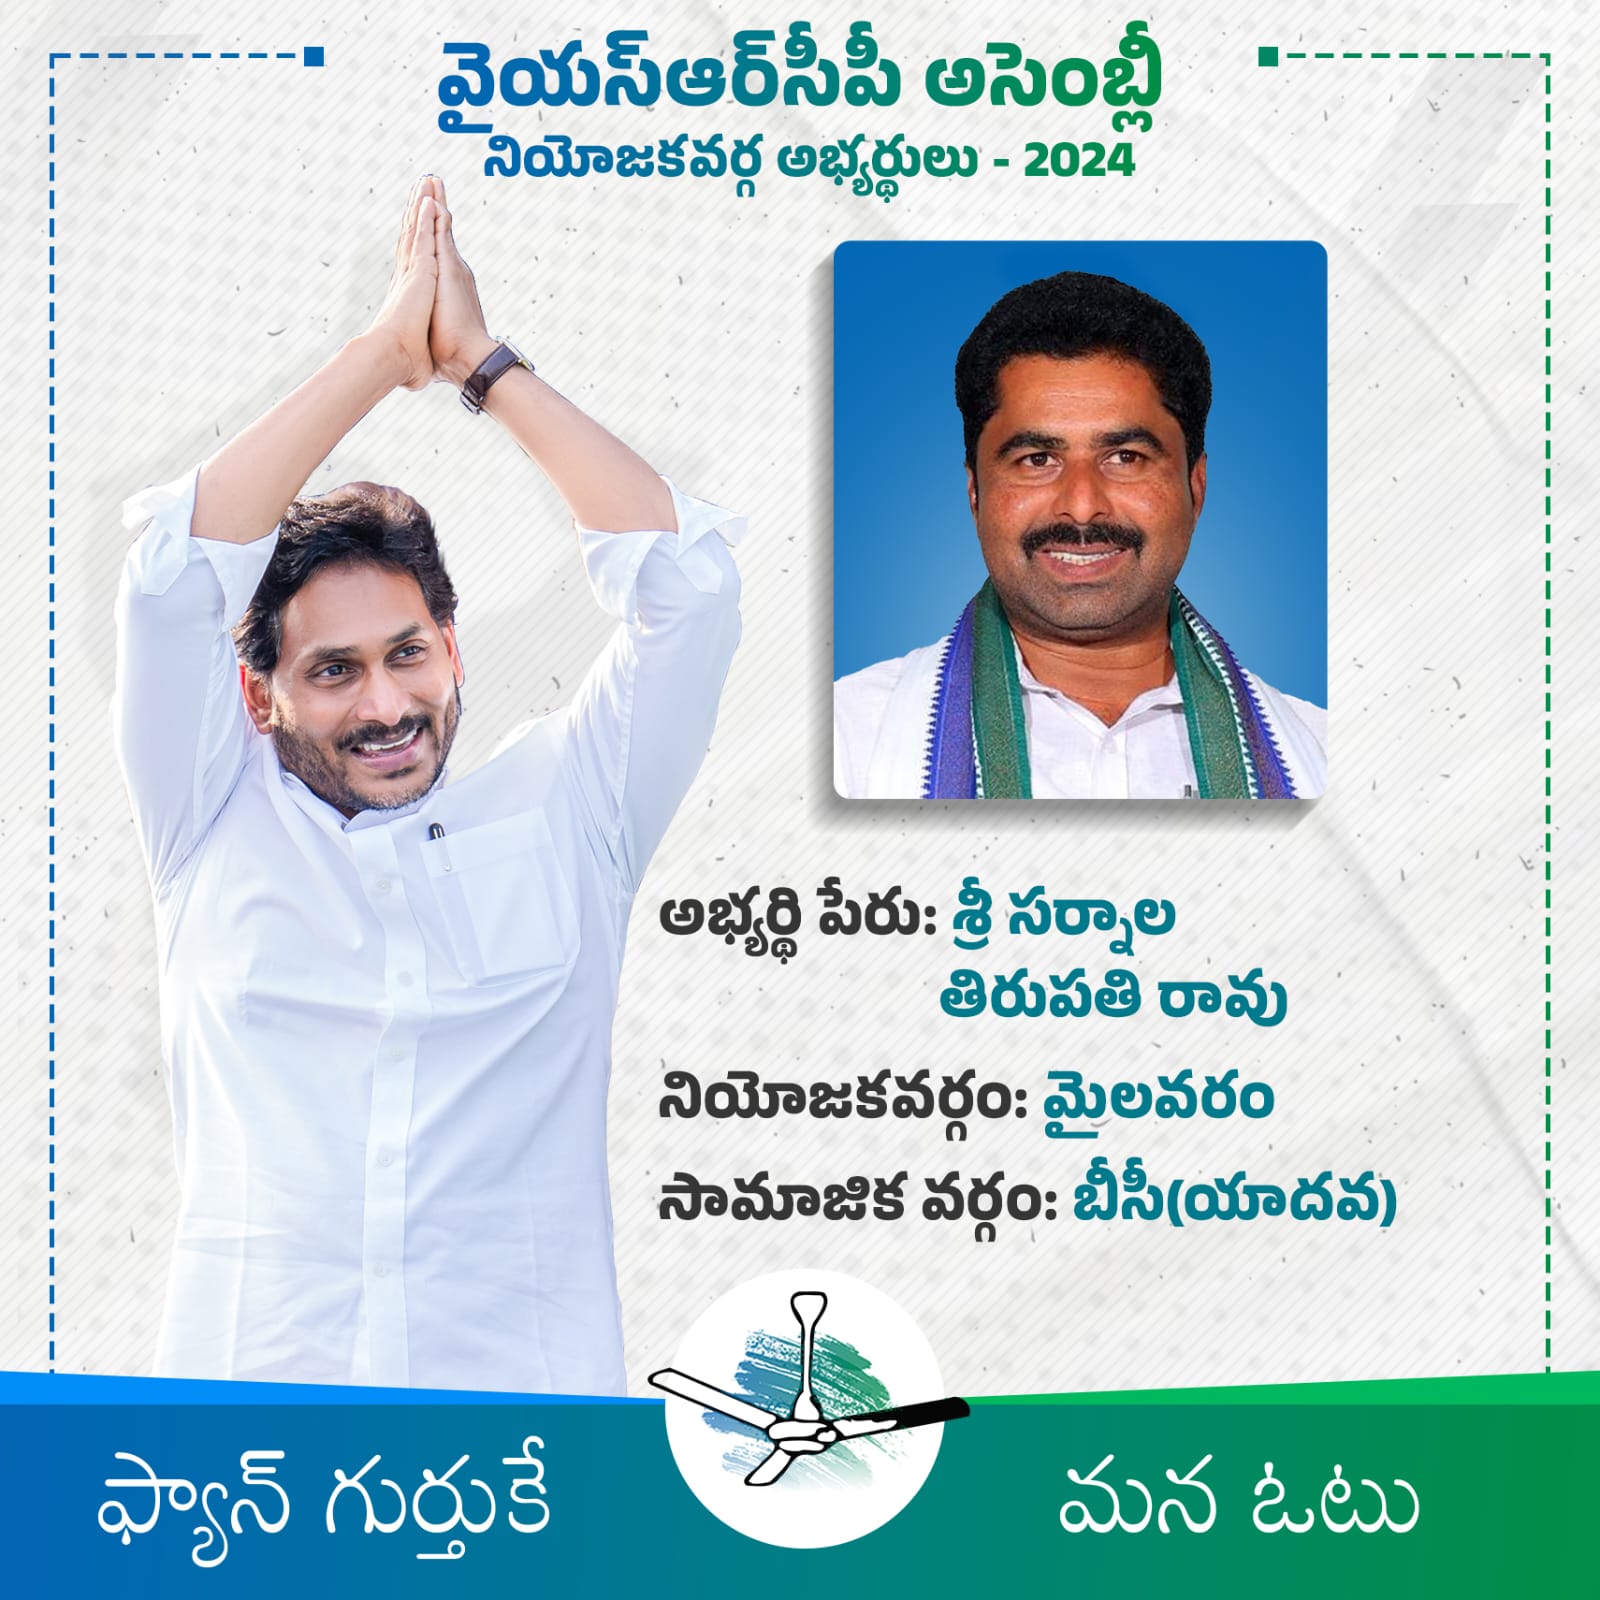 వైయస్ఆర్‌సీపీ అసెంబ్లీ
నియోజకవర్గ అభ్యర్థులు - 2024
అభ్యర్థి పేరు: శ్రీ సర్నాల
తిరుపతి రావు
నియోజకవర్గం: మైలవరం
సామాజిక వర్గం: బీసీ(యాదవ)
ఫ్యాన్ గుర్తుకే మన ఓటు